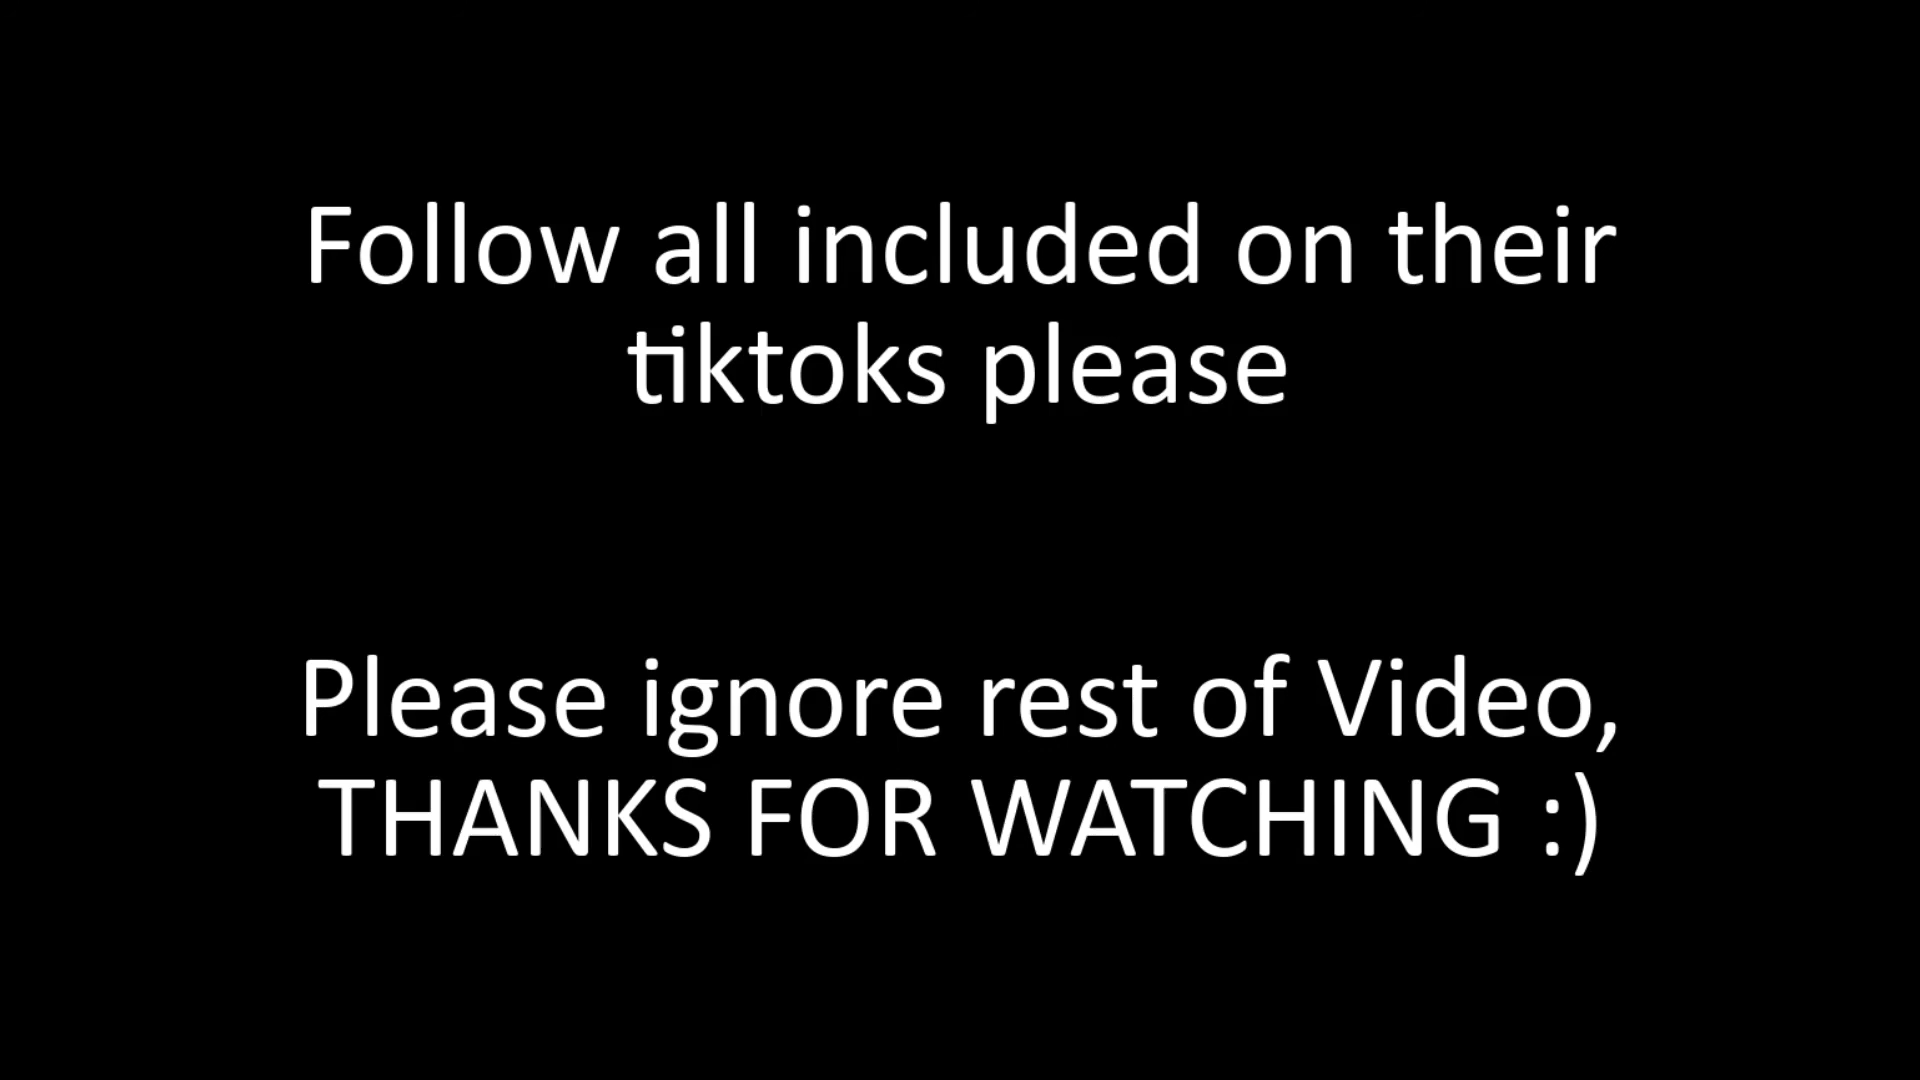 Follow all included on their
tiktoks please
Please ignore rest of Video,
THANKS FOR WATCHING :)